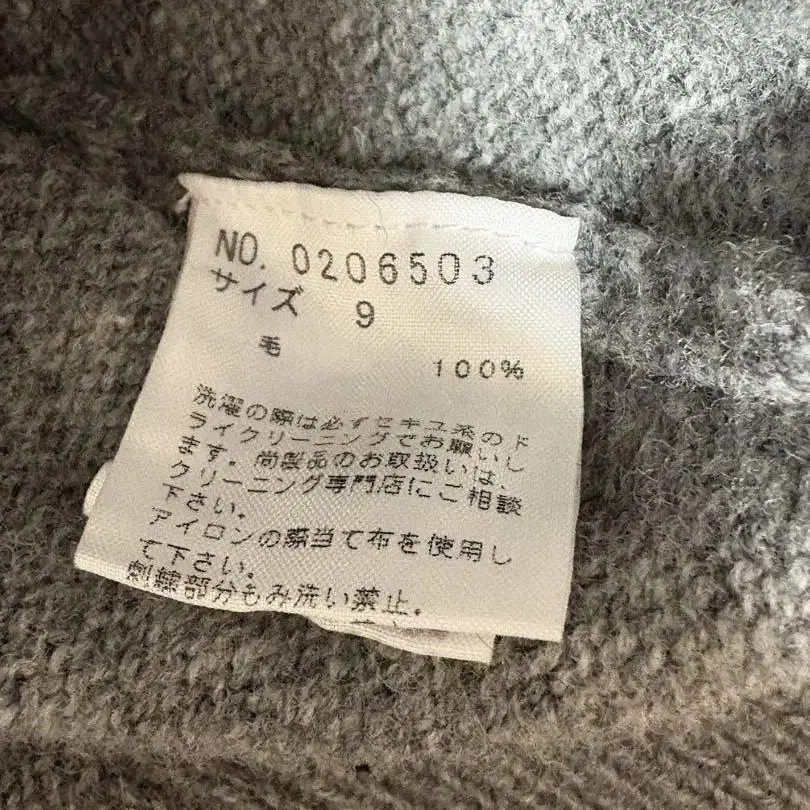 NO. 0206503
サイズ 9
毛 100%
洗濯の際は必ずセキユ系のド
ライクリーニングでお願いし
ます。尚製品のお取扱いは、
クリーニング専門店にご相談
下さい。
アイロンの際当て布を使用し
て下さい。
刺繍部分もみ洗い禁止。